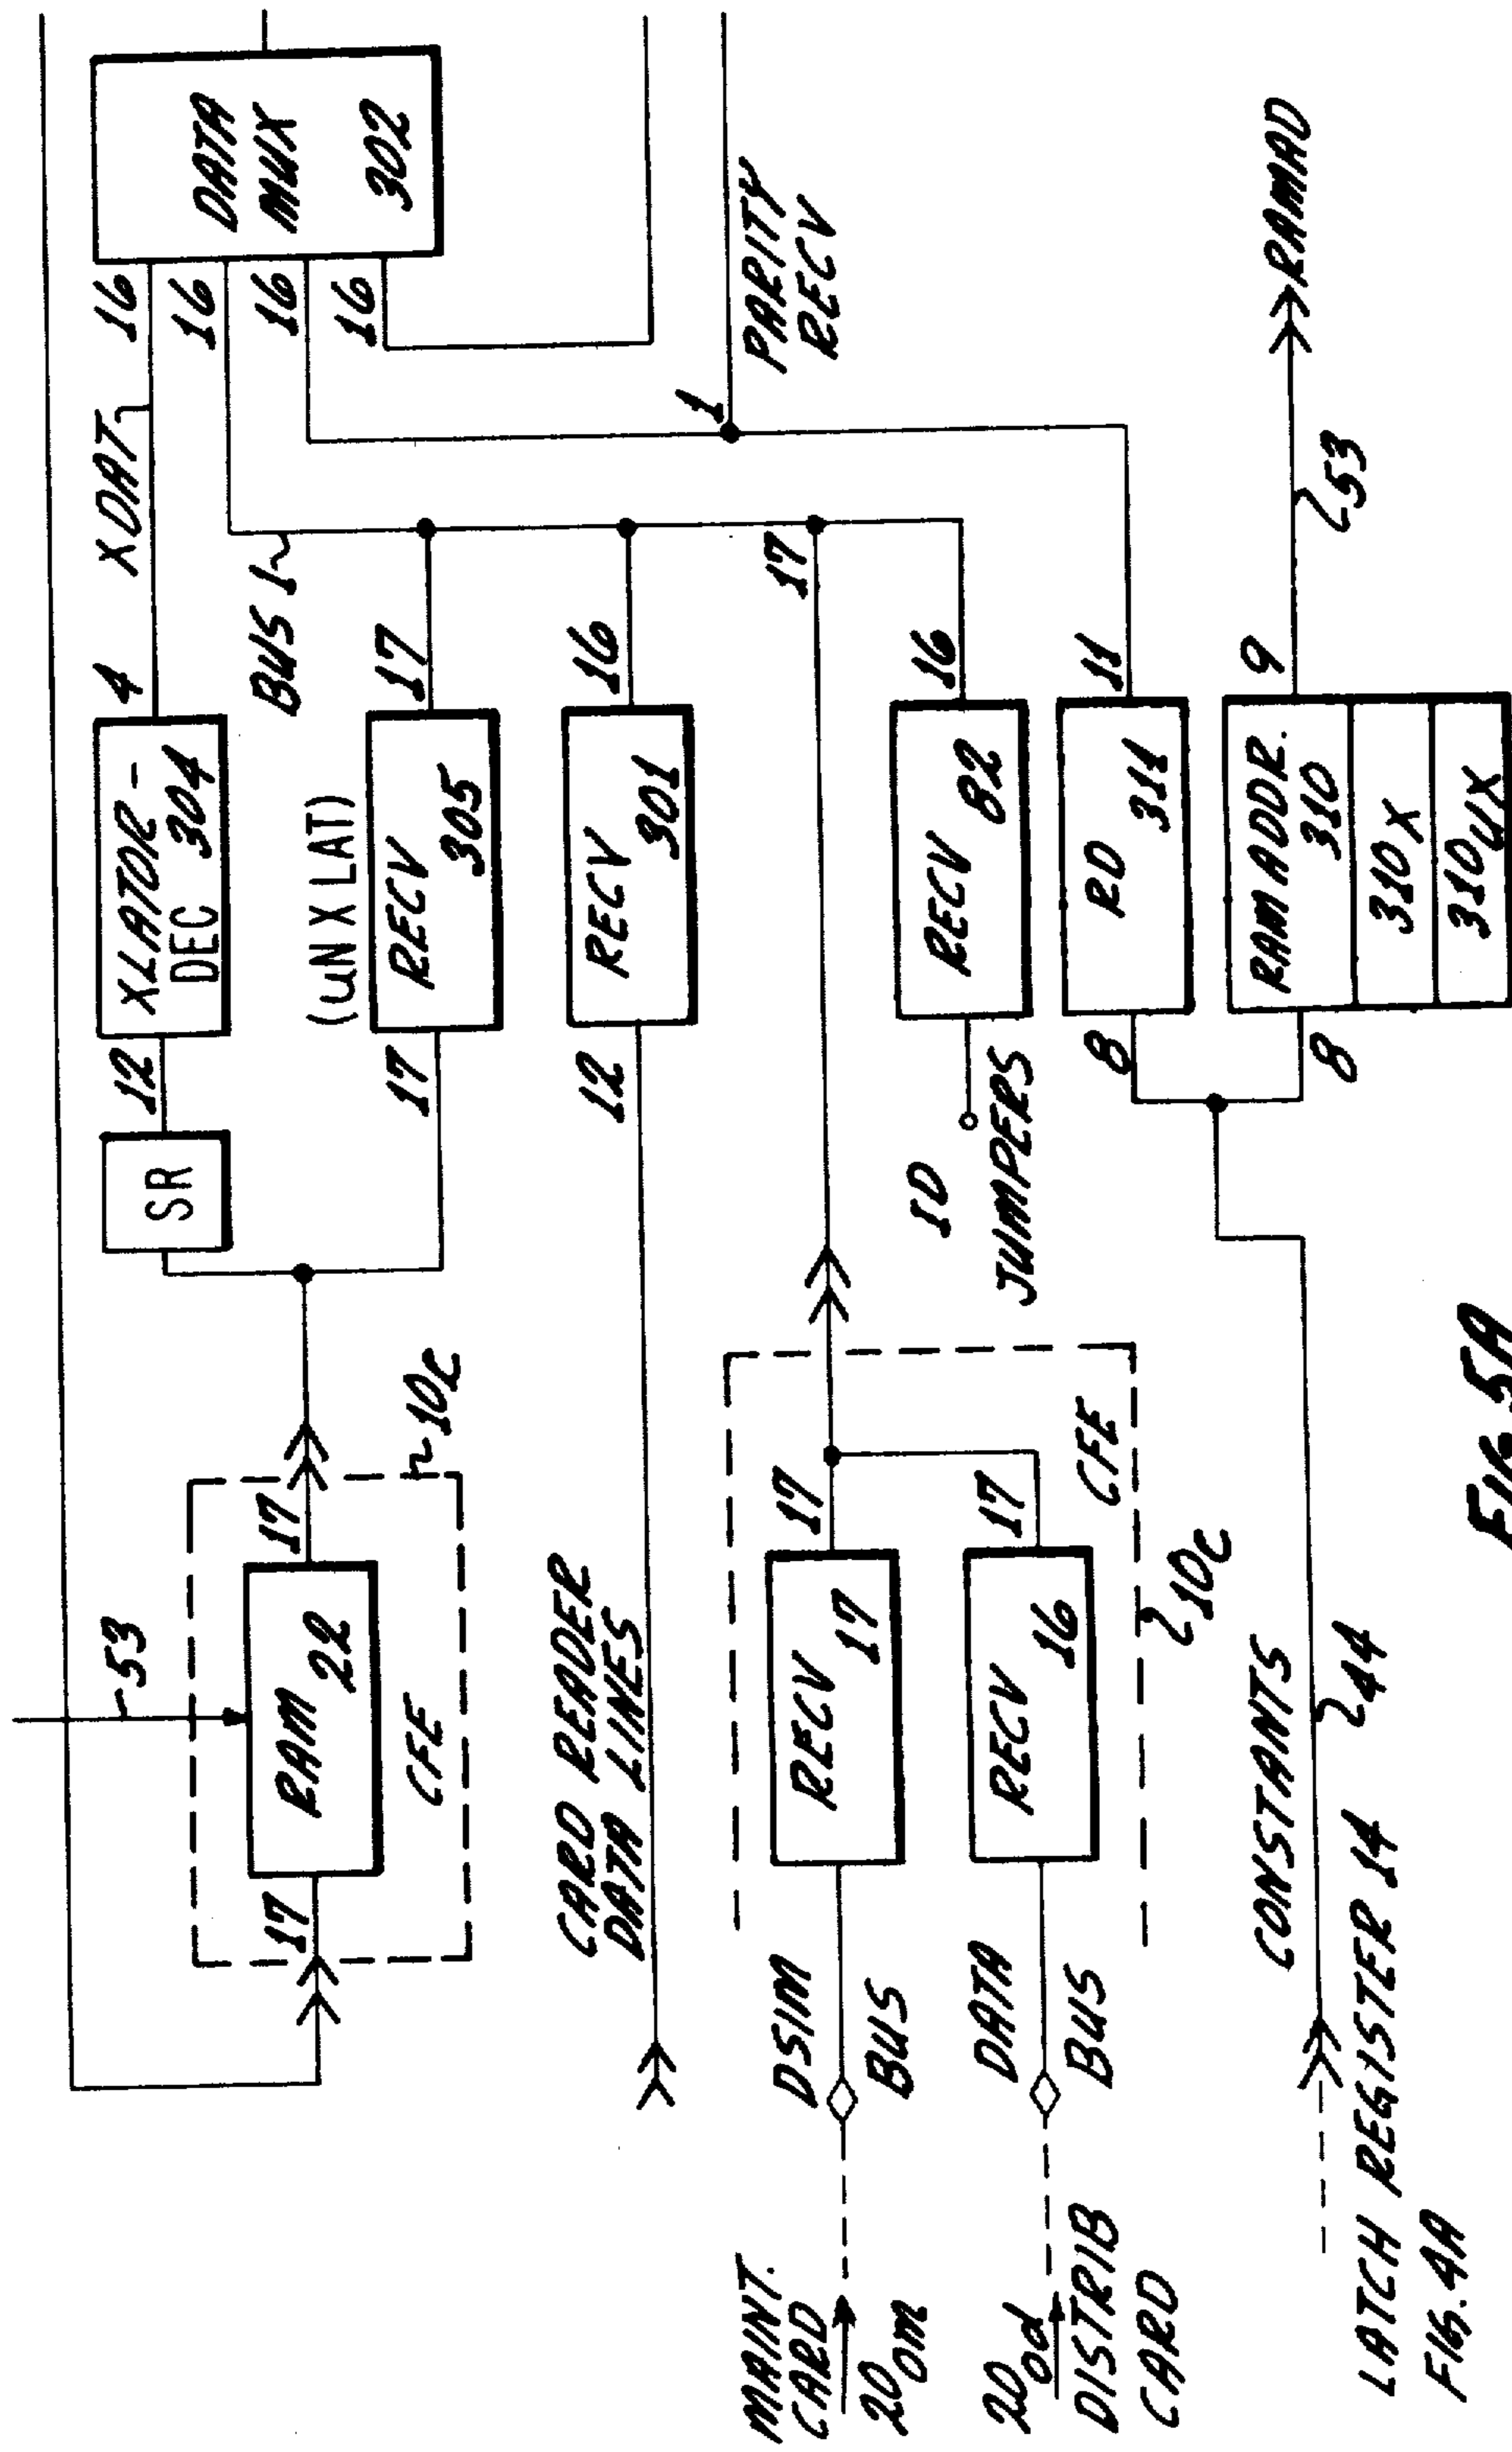 53
17
RAM
22
17
CFE
10c
SR
12
XLATOR-
DEC 304
4
XDAT
16
16
16
16
DATA
MUX
302
BUS 1
(UNXLAT)
17
RECV
305
17
CARD READER
DATA LINES
12
RECV
301
16
17
1
PARITY
RECV
MAINT.
CARD
20om
DSIM
BUS
RECV
17
17
20od
DISTRIB
CARD
DATA
BUS
RECV
16
17
CFE
10c
ID
JUMPERS
RECV
82
16
8
RD
311
11
CONSTANTS
44
LATCH REGISTER 14
FIG. 4A
8
RAM ADDR.
310
310X
310UX
9
53
RAMAD
FIG. 5A